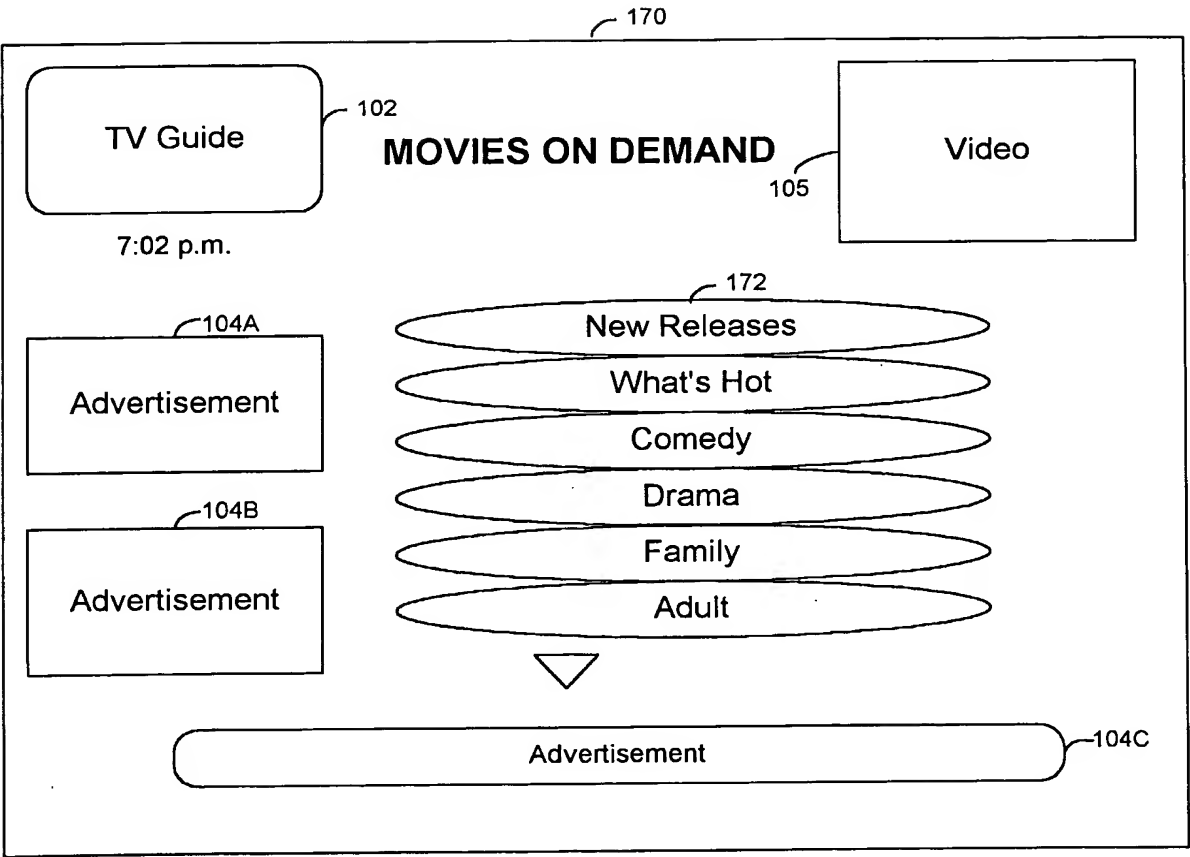 170
TV Guide
102
MOVIES ON DEMAND
105
Video
7:02 p.m.
172
104A
Advertisement
104B
Advertisement
New Releases
What's Hot
Comedy
Drama
Family
Adult
Advertisement
104C